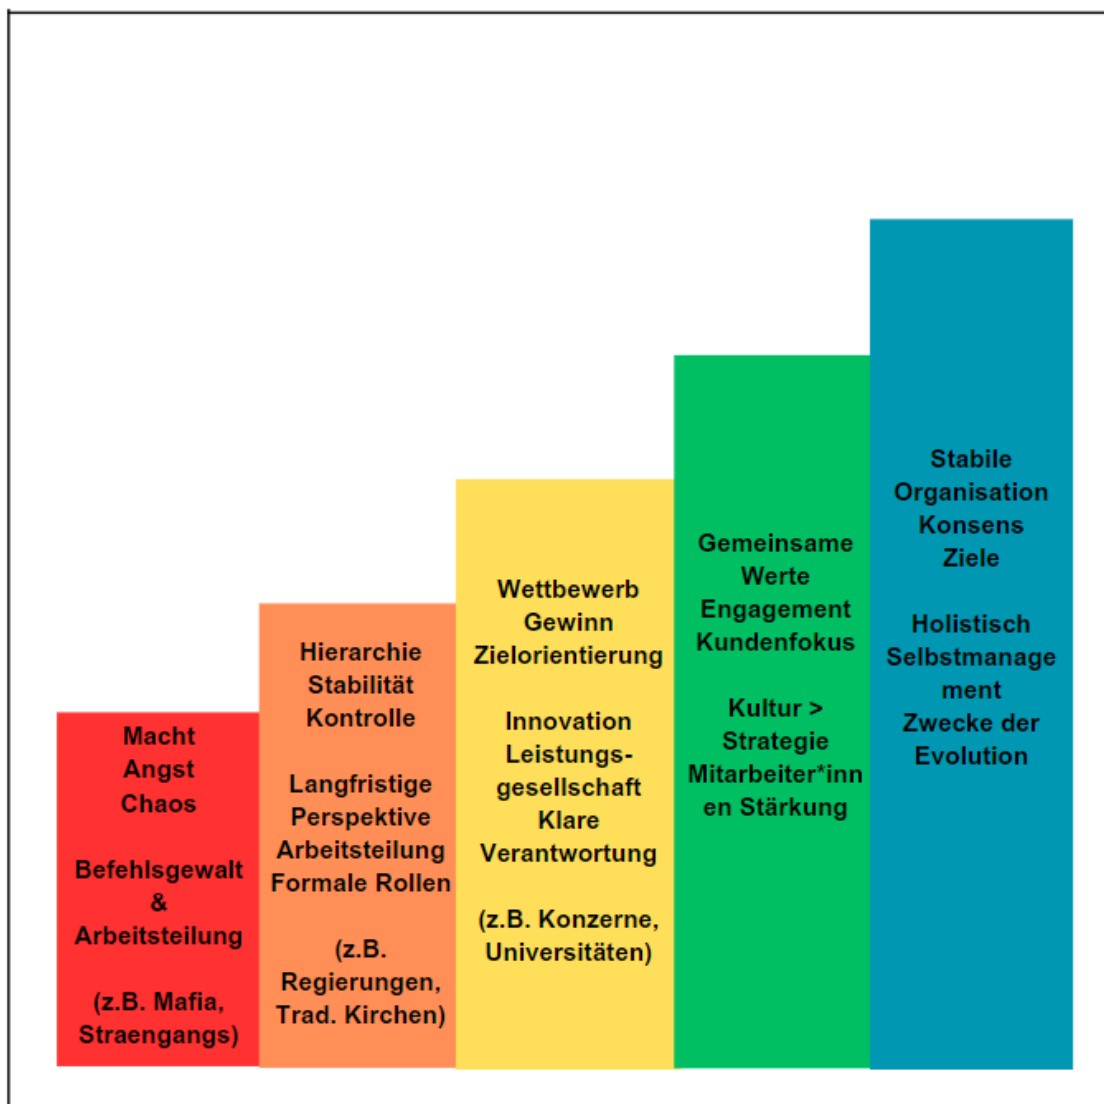 Macht
Angst
Chaos
Befehlsgewalt
&
Arbeitsteilung
(z.B. Mafia,
Straengangs)
Hierarchie
Stabilität
Kontrolle
Langfristige
Perspektive
Arbeitsteilung
Formale Rollen
(z.B.
Regierungen,
Trad. Kirchen)
Wettbewerb
Gewinn
Zielorientierung
Innovation
Leistungs-
gesellschaft
Klare
Verantwortung
(z.B. Konzerne,
Universitäten)
Gemeinsame
Werte
Engagement
Kundenfokus
Kultur >
Strategie
Mitarbeiter*inn
en Stärkung
Stabile
Organisation
Konsens
Ziele
Holistisch
Selbstmanage
ment
Zwecke der
Evolution